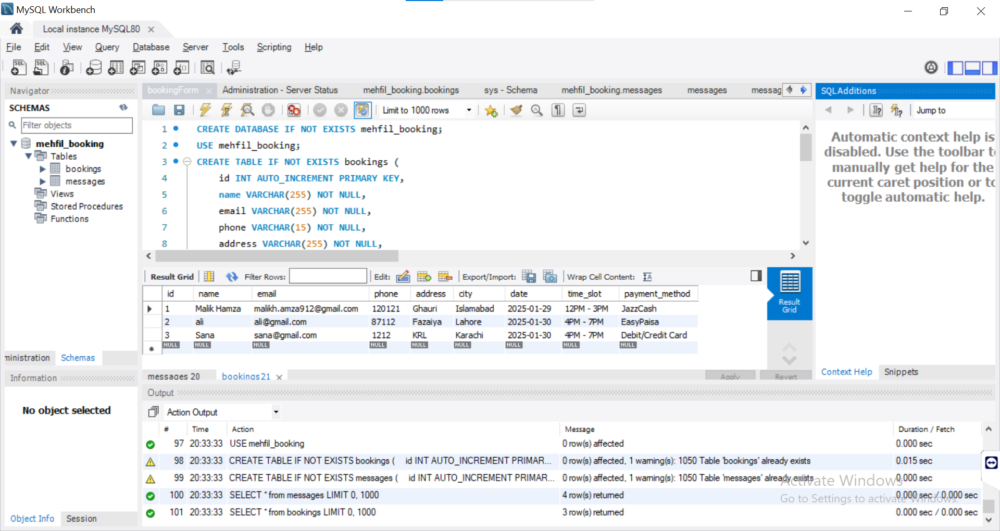 MySQL Workbench
Local instance MySQL80
File Edit View Query Database Server Tools Scripting Help
Navigator
SCHEMAS
Filter objects
mehfil_booking
Tables
bookings
messages
Views
Stored Procedures
Functions
ministration Schemas
Information
No object selected
Object Info Session
bookingForm Administration - Server Status mehfil_booking.bookings sys - Schema mehfil_booking.messages messages messag
Limit to 1000 rows
1 CREATE DATABASE IF NOT EXISTS mehfil_booking;
2 USE mehfil_booking;
3 CREATE TABLE IF NOT EXISTS bookings (
4 id INT AUTO_INCREMENT PRIMARY KEY,
5 name VARCHAR(255) NOT NULL,
6 email VARCHAR(255) NOT NULL,
7 phone VARCHAR(15) NOT NULL,
8 address VARCHAR(255) NOT NULL,
Result Grid Filter Rows: Edit: Export/Import: Wrap Cell Content:
id name email phone address city date time_slot payment_method
1 Malik Hamza malikh.amza912@gmail.com 120121 Ghauri Islamabad 2025-01-29 12PM - 3PM JazzCash
2 ali ali@gmail.com 87112 Fazaiya Lahore 2025-01-30 4PM - 7PM EasyPaisa
3 Sana sana@gmail.com 1212 KRL Karachi 2025-01-30 4PM - 7PM Debit/Credit Card
NULL NULL NULL NULL NULL NULL NULL NULL NULL
Result
Grid
messages 20 bookings21 Apply Revert
SQLAdditions
Jump to
Automatic context help is
disabled. Use the toolbar to
manually get help for the
current caret position or to
toggle automatic help.
Context Help Snippets
Output
Action Output
# Time Action Message Duration / Fetch
97 20:33:33 USE mehfil_booking 0 row(s) affected 0.000 sec
98 20:33:33 CREATE TABLE IF NOT EXISTS bookings ( id INT AUTO_INCREMENT PRIMAR... 0 row(s) affected, 1 warning(s): 1050 Table 'bookings' already exists 0.015 sec
99 20:33:33 CREATE TABLE IF NOT EXISTS messages ( id INT AUTO_INCREMENT PRIMAR... 0 row(s) affected, 1 warning(s): 1050 Table 'messages' already exists 0.000 sec
100 20:33:33 SELECT * from messages LIMIT 0, 1000 4 row(s) returned 0.000 sec / 0.000 sec
101 20:33:33 SELECT * from bookings LIMIT 0, 1000 3 row(s) returned 0.000 sec / 0.000 sec
Activate Windows
Go to Settings to activate Windows.